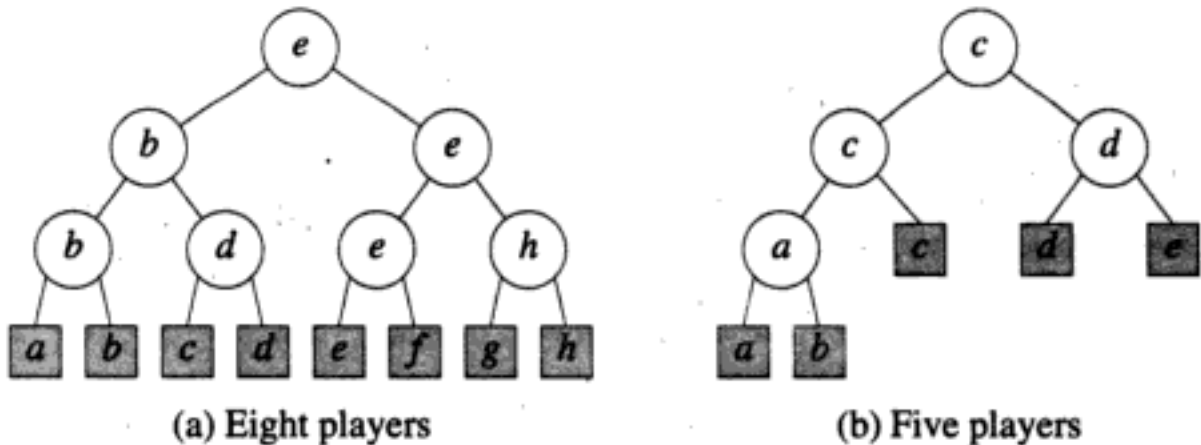 e c
b e c d
b d e h a c d e
a b c d e f g h a b
(a) Eight players (b) Five players